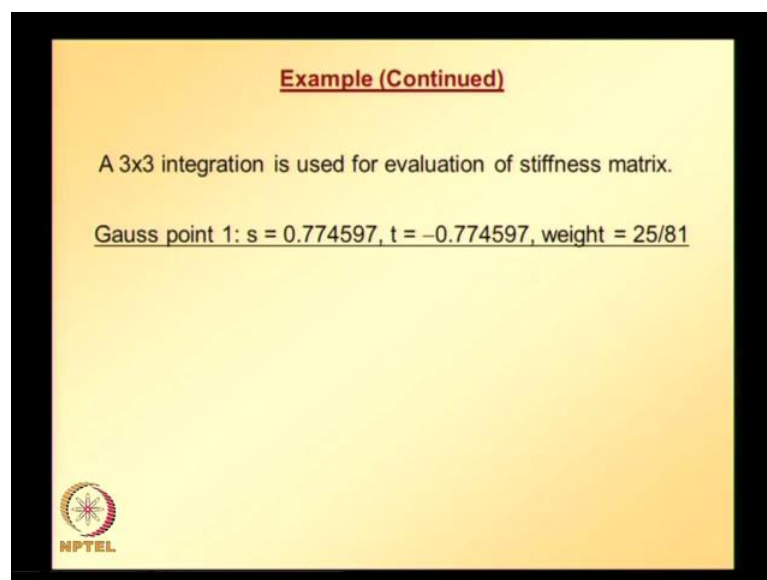 Example (Continued)
A 3x3 integration is used for evaluation of stiffness matrix.
Gauss point 1: s = 0.774597, t = −0.774597, weight = 25/81
NPTEL